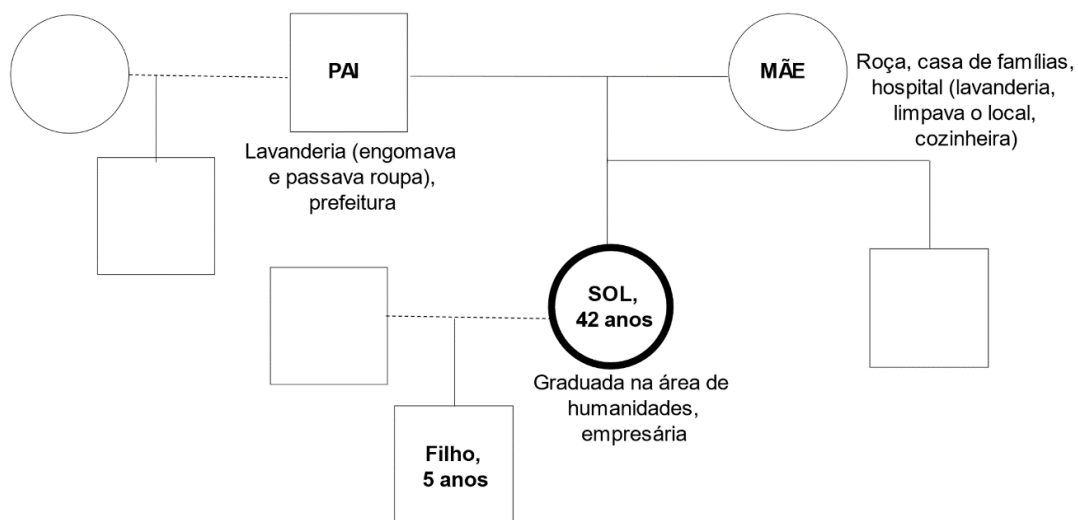 PAI
MÃE
Roça, casa de famílias,
hospital (lavanderia,
limpava o local,
cozinheira)
Lavanderia (engomava
e passava roupa),
prefeitura
SOL,
42 anos
Graduada na área de
humanidades,
empresária
Filho,
5 anos